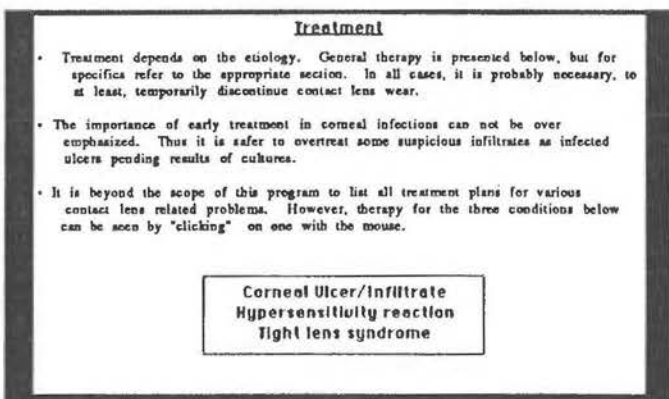 Treatment
• Treatment depends on the etiology. General therapy is presented below, but for
specifics refer to the appropriate section. In all cases, it is probably necessary, to
at least, temporarily discontinue contact lens wear.
• The importance of early treatment in corneal infections can not be over
emphasized. Thus it is safer to overtreat some suspicious infiltrates as infected
ulcers pending results of cultures.
• It is beyond the scope of this program to list all treatment plans for various
contact lens related problems. However, therapy for the three conditions below
can be seen by "clicking" on one with the mouse.
Corneal Ulcer/Infiltrate
Hypersensitivity reaction
Tight lens syndrome